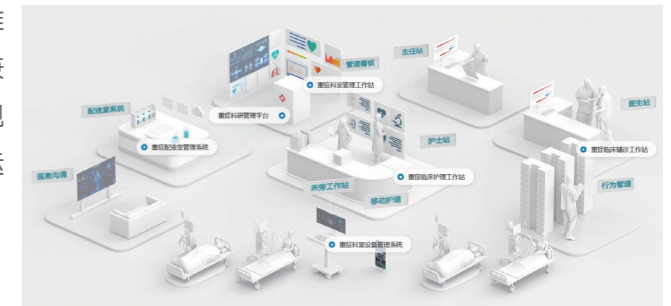 管理看板
主任站
重症科室管理工作站
配液室系统
重症科研管理平台
医生站
护士站
重症配液室管理系统
重症临床辅诊工作站
医患沟通
床旁工作站
重症临床护理工作站
行为管理
移动护理
重症科室设备管理系统